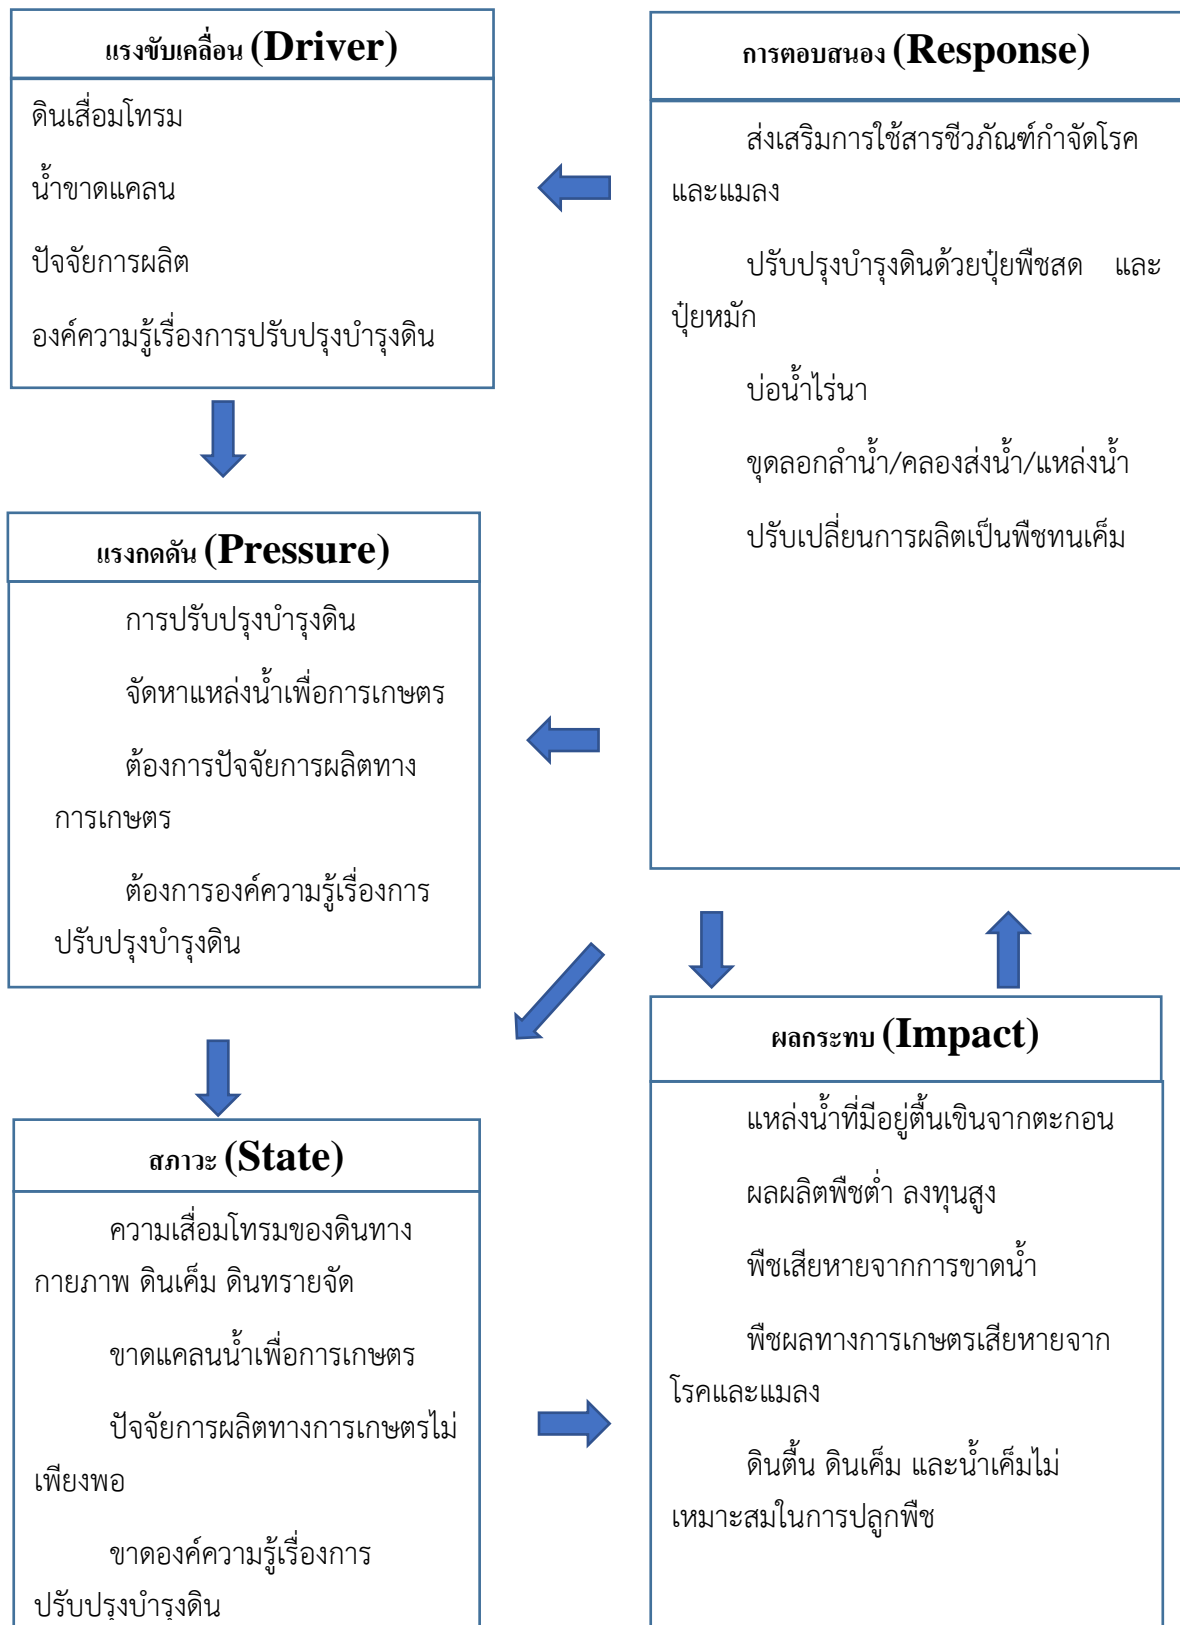 แรงขับเคลื่อน (Driver)
ดินเสื่อมโทรม
น้ำขาดแคลน
ปัจจัยการผลิต
องค์ความรู้เรื่องการปรับปรุงบำรุงดิน
การตอบสนอง (Response)
ส่งเสริมการใช้สารชีวภัณฑ์กำจัดโรค
และแมลง
ปรับปรุงบำรุงดินด้วยปุ๋ยพืชสด และ
ปุ๋ยหมัก
บ่อน้ำไร่นา
ขุดลอกลำน้ำ/คลองส่งน้ำ/แหล่งน้ำ
ปรับเปลี่ยนการผลิตเป็นพืชทนเค็ม
แรงกดดัน (Pressure)
การปรับปรุงบำรุงดิน
จัดหาแหล่งน้ำเพื่อการเกษตร
ต้องการปัจจัยการผลิตทาง
การเกษตร
ต้องการองค์ความรู้เรื่องการ
ปรับปรุงบำรุงดิน
สภาวะ (State)
ความเสื่อมโทรมของดินทาง
กายภาพ ดินเค็ม ดินทรายจัด
ขาดแคลนน้ำเพื่อการเกษตร
ปัจจัยการผลิตทางการเกษตรไม่
เพียงพอ
ขาดองค์ความรู้เรื่องการ
ปรับปรุงบำรุงดิน
ผลกระทบ (Impact)
แหล่งน้ำที่มีอยู่ตื้นเขินจากตะกอน
ผลผลิตพืชต่ำ ลงทุนสูง
พืชเสียหายจากการขาดน้ำ
พืชผลทางการเกษตรเสียหายจาก
โรคและแมลง
ดินตื้น ดินเค็ม และน้ำเค็มไม่
เหมาะสมในการปลูกพืช